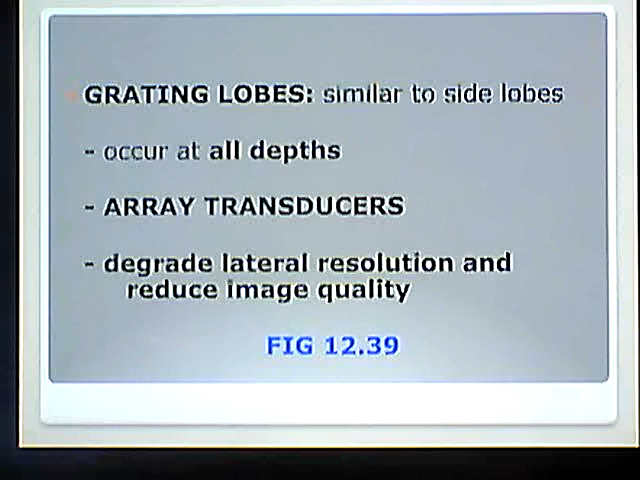 GRATING LOBES: similar to side lobes
- occur at all depths
- ARRAY TRANSDUCERS
- degrade lateral resolution and
reduce image quality
FIG 12.39